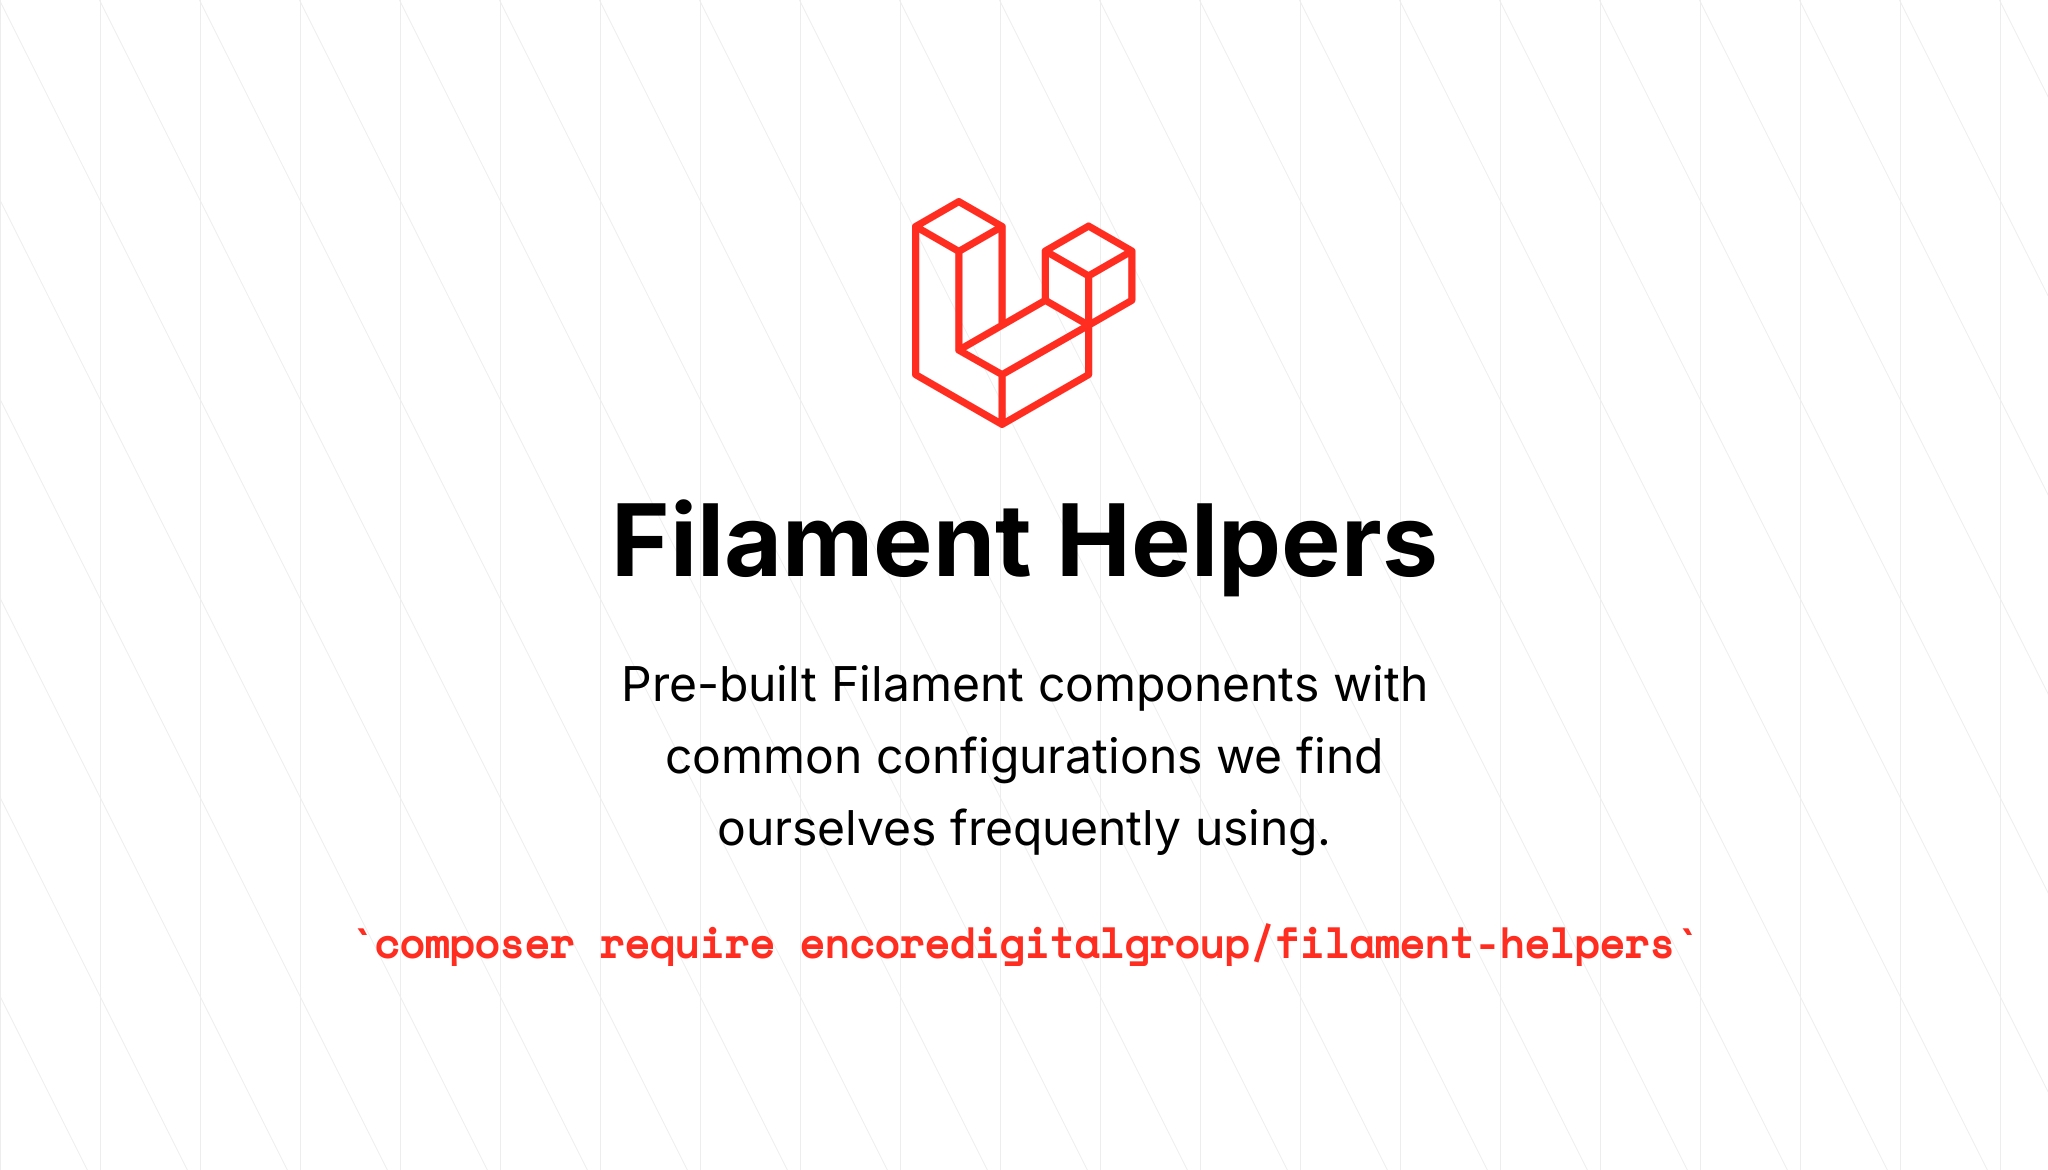 Filament Helpers
Pre-built Filament components with
common configurations we find
ourselves frequently using.
`composer require encoredigitalgroup/filament-helpers`